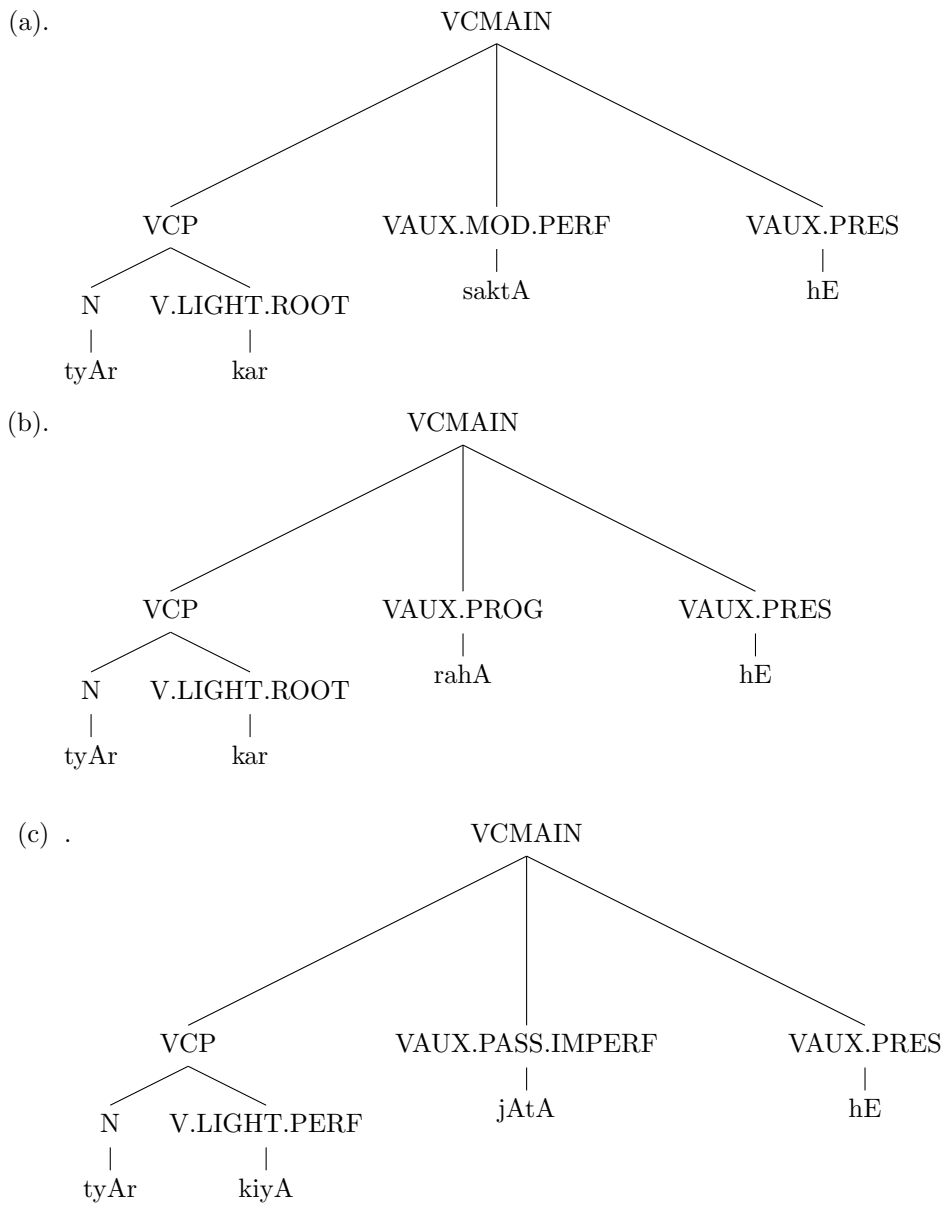 (a). VCMAIN
VCP VAUX.MOD.PERF VAUX.PRES
saktA hE
N V.LIGHT.ROOT
tyAr kar
(b). VCMAIN
VCP VAUX.PROG VAUX.PRES
rahA hE
N V.LIGHT.ROOT
tyAr kar
(c) . VCMAIN
VCP VAUX.PASS.IMPERF VAUX.PRES
jAtA hE
N V.LIGHT.PERF
tyAr kiyA